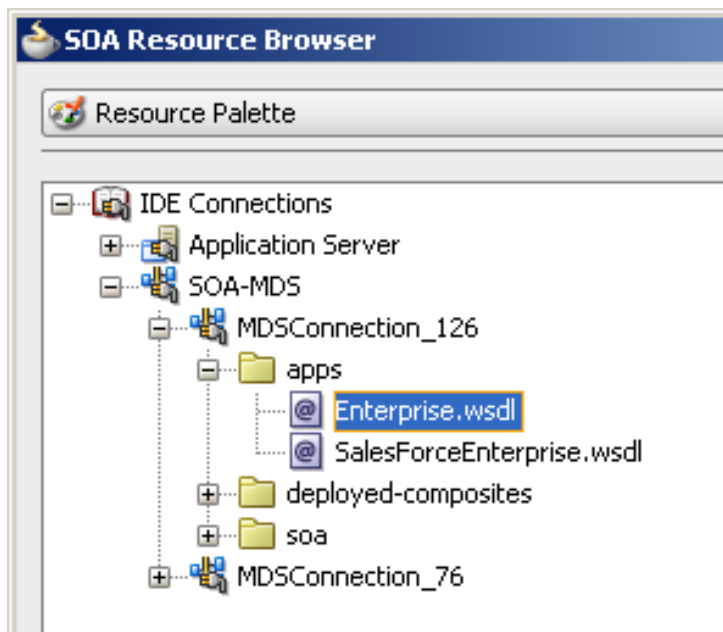 SOA Resource Browser
Resource Palette
IDE Connections
Application Server
SOA-MDS
MDSConnection_126
apps
Enterprise.wsdl
SalesForceEnterprise.wsdl
deployed-composites
soa
MDSConnection_76